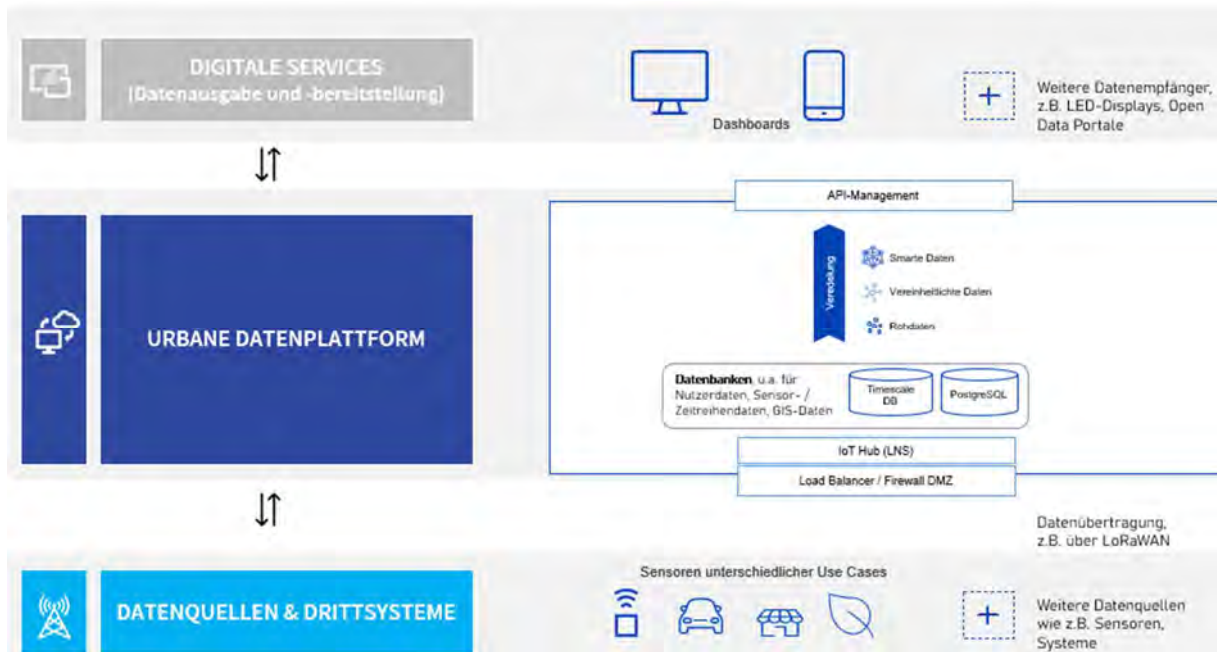 DIGITALE SERVICES
(Datenausgabe und -bereitstellung)
Dashboards
Weitere Datenempfänger,
z.B. LED-Displays, Open
Data Portale
URBANE DATENPLATTFORM
API-Management
Veredelung
Smarte Daten
Vereinheitlichte Daten
Rohdaten
Datenbanken, u.a. für
Nutzerdaten, Sensor- /
Zeitreihendaten, GIS-Daten
Timescale
DB
PostgreSQL
IoT Hub (LNS)
Load Balancer / Firewall DMZ
Datenübertragung,
z.B. über LoRaWAN
DATENQUELLEN & DRITTSYSTEME
Sensoren unterschiedlicher Use Cases
Weitere Datenquellen
wie z.B. Sensoren,
Systeme